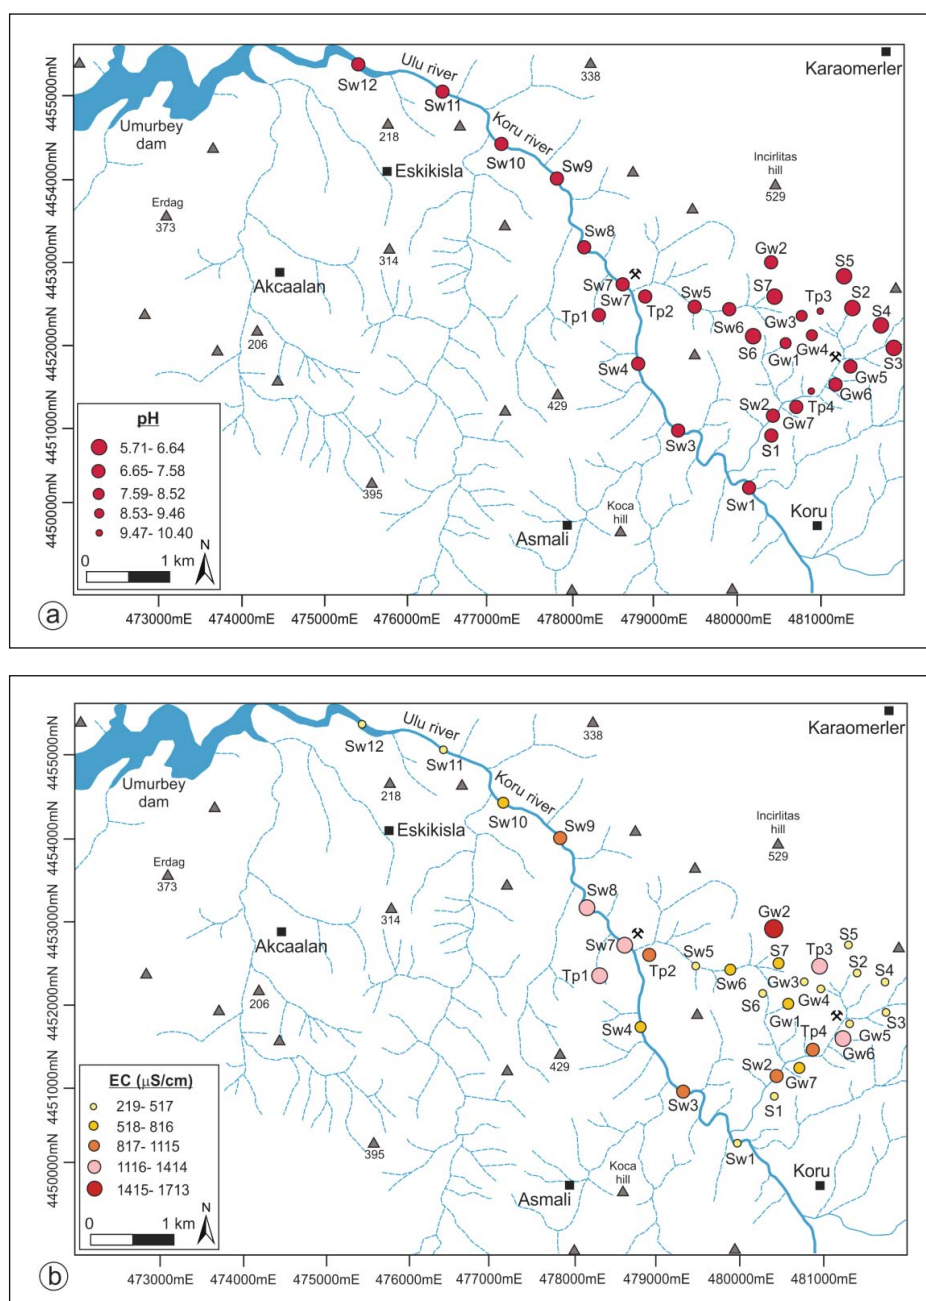 Ulu river
338
Karaomerler
Sw12
Sw11
Umurbey
dam
218
Koru river
Eskikisla
Sw10
Sw9
Incirlitas
hill
529
Erdag
373
Sw8
314
Gw2
S5
Akcaalan
Sw7
Sw7
Tp1
Tp2
Sw5
S7
Tp3
S2
Sw6
Gw3
S4
206
S6
Gw1
Gw4
S3
Sw4
Gw5
Gw6
429
Sw2
Tp4
Gw7
Sw3
S1
395
Sw1
Asmali
Koca
hill
Koru
pH
5.71- 6.64
6.65- 7.58
7.59- 8.52
8.53- 9.46
9.47- 10.40
0 1 km
N
a
4455000mN
4454000mN
4453000mN
4452000mN
4451000mN
4450000mN
473000mE 474000mE 475000mE 476000mE 477000mE 478000mE 479000mE 480000mE 481000mE
Ulu river
338
Karaomerler
Sw12
Sw11
Umurbey
dam
218
Koru river
Eskikisla
Sw10
Sw9
Incirlitas
hill
529
Erdag
373
Sw8
314
Gw2
S5
Akcaalan
Sw7
Tp1
Tp2
Sw5
S7
Tp3
S2
Sw6
Gw3
S4
206
S6
Gw1
Gw4
S3
Sw4
Tp4
Gw5
Gw6
429
Sw2
Gw7
Sw3
S1
395
Sw1
Asmali
Koca
hill
Koru
EC (µS/cm)
219- 517
518- 816
817- 1115
1116- 1414
1415- 1713
0 1 km
N
b
4455000mN
4454000mN
4453000mN
4452000mN
4451000mN
4450000mN
473000mE 474000mE 475000mE 476000mE 477000mE 478000mE 479000mE 480000mE 481000mE